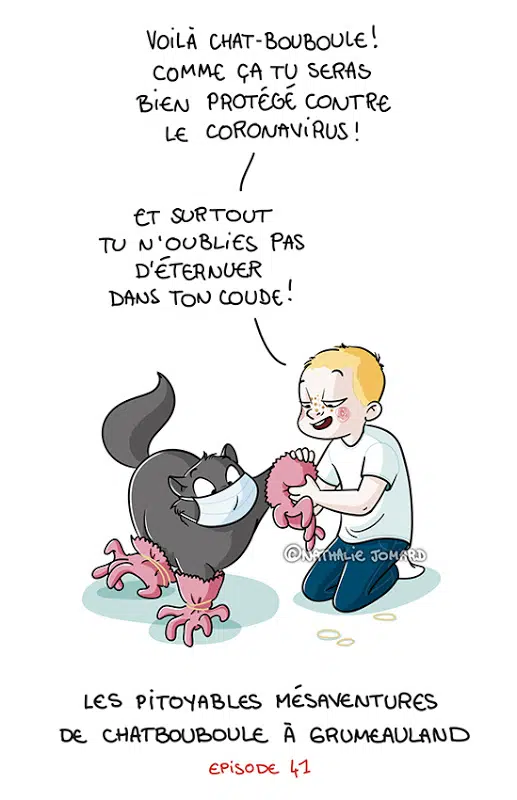 VOILÀ CHAT-BOUBOULE!
COMME ÇA TU SERAS
BIEN PROTÉGÉ CONTRE
LE CORONAVIRUS!
ET SURTOUT
TU N'OUBLIES PAS
D'ÉTERNUER
DANS TON COUDE!
©NATHALIE JOMARD
LES PITOYABLES MÉSAVENTURES
DE CHATBOUBOULE À GRUMEAULAND
EPISODE 41